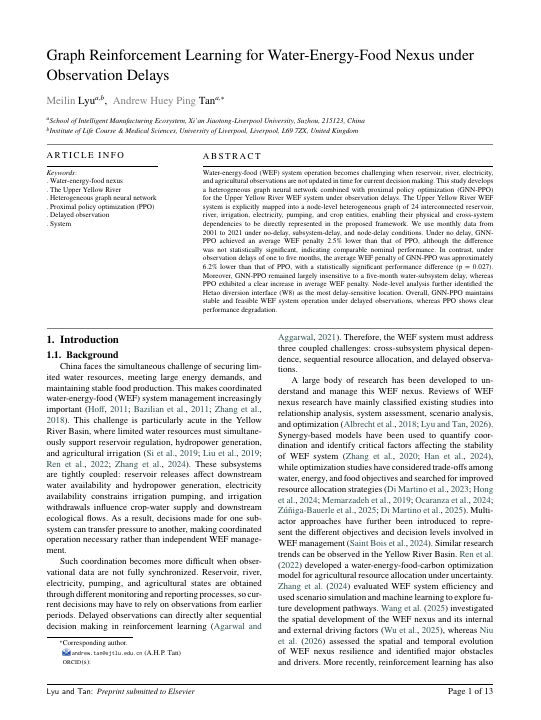 Graph Reinforcement Learning for Water-Energy-Food Nexus under
Observation Delays
Meilin Lyu^a,b, Andrew Huey Ping Tan^a,*
^aSchool of Intelligent Manufacturing Ecosystem, Xi'an Jiaotong-Liverpool University, Suzhou, 215123, China
^bInstitute of Life Course & Medical Sciences, University of Liverpool, Liverpool, L69 7ZX, United Kingdom
ARTICLE INFO
Keywords:
. Water-energy-food nexus
. The Upper Yellow River
. Heterogeneous graph neural network
. Proximal policy optimization (PPO)
. Delayed observation
. System
ABSTRACT
Water-energy-food (WEF) system operation becomes challenging when reservoir, river, electricity,
and agricultural observations are not updated in time for current decision making. This study develops
a heterogeneous graph neural network combined with proximal policy optimization (GNN-PPO)
for the Upper Yellow River WEF system under observation delays. The Upper Yellow River WEF
system is explicitly mapped into a node-level heterogeneous graph of 24 interconnected reservoir,
river, irrigation, electricity, pumping, and crop entities, enabling their physical and cross-system
dependencies to be directly represented in the proposed framework. We use monthly data from
2001 to 2021 under no-delay, subsystem-delay, and node-delay conditions. Under no delay, GNN-
PPO achieved an average WEF penalty 2.5% lower than that of PPO, although the difference
was not statistically significant, indicating comparable nominal performance. In contrast, under
observation delays of one to five months, the average WEF penalty of GNN-PPO was approximately
6.2% lower than that of PPO, with a statistically significant performance difference (p = 0.027).
Moreover, GNN-PPO remained largely insensitive to a five-month subsystem delay, whereas
PPO exhibited a clear increase in average WEF penalty. Node-level analysis further identified the
Hetao diversion interface (W8) as the most delay-sensitive location. Overall, GNN-PPO maintains
stable and feasible WEF system operation under delayed observations, whereas PPO shows clear
performance degradation.
1. Introduction
1.1. Background
China faces the simultaneous challenge of securing lim-
ited water resources, meeting large energy demands, and
maintaining stable food production. This makes coordinated
water-energy-food (WEF) system management increasingly
important (Hoff, 2011; Bazilian et al., 2011; Zhang et al.,
2018). This challenge is particularly acute in the Yellow
River Basin, where limited water resources must simultane-
ously support reservoir regulation, hydropower generation,
and agricultural irrigation (Si et al., 2019; Liu et al., 2019;
Ren et al., 2022; Zhang et al., 2024). These subsystems
are tightly coupled: reservoir releases affect downstream
water availability and hydropower generation, electricity
availability constrains irrigation pumping, and irrigation
withdrawals influence crop-water supply and downstream
ecological flows. As a result, decisions made for one sub-
system can transfer pressure to another, making coordinated
operation necessary rather than independent WEF manage-
ment.
Such coordination becomes more difficult when obser-
vational data are not fully synchronized. Reservoir, river,
electricity, pumping, and agricultural states are obtained
through different monitoring and reporting processes, so cur-
rent decisions may have to rely on observations from earlier
periods. Delayed observations can directly alter sequential
decision making in reinforcement learning (Agarwal and
*Corresponding author.
andrew.tan@xjtlu.edu.cn (A.H.P. Tan)
ORCID(s):
Aggarwal, 2021). Therefore, the WEF system must address
three coupled challenges: cross-subsystem physical depen-
dence, sequential resource allocation, and delayed observa-
tions.
A large body of research has been developed to un-
derstand and manage this WEF nexus. Reviews of WEF
nexus research have mainly classified existing studies into
relationship analysis, system assessment, scenario analysis,
and optimization (Albrecht et al., 2018; Lyu and Tan, 2026).
Synergy-based models have been used to quantify coor-
dination and identify critical factors affecting the stability
of WEF system (Zhang et al., 2020; Han et al., 2024),
while optimization studies have considered trade-offs among
water, energy, and food objectives and searched for improved
resource allocation strategies (Di Martino et al., 2023; Hong
et al., 2024; Memarzadeh et al., 2019; Ocaranza et al., 2024;
Zúñiga-Bauerle et al., 2025; Di Martino et al., 2025). Multi-
actor approaches have further been introduced to repre-
sent the different objectives and decision levels involved in
WEF management (Saint Bois et al., 2024). Similar research
trends can be observed in the Yellow River Basin. Ren et al.
(2022) developed a water-energy-food-carbon optimization
model for agricultural resource allocation under uncertainty.
Zhang et al. (2024) evaluated WEF system efficiency and
used scenario simulation and machine learning to explore fu-
ture development pathways. Wang et al. (2025) investigated
the spatial development of the WEF nexus and its internal
and external driving factors (Wu et al., 2025), whereas Niu
et al. (2026) assessed the spatial and temporal evolution
of WEF nexus resilience and identified major obstacles
and drivers. More recently, reinforcement learning has also
Lyu and Tan: Preprint submitted to Elsevier
Page 1 of 13